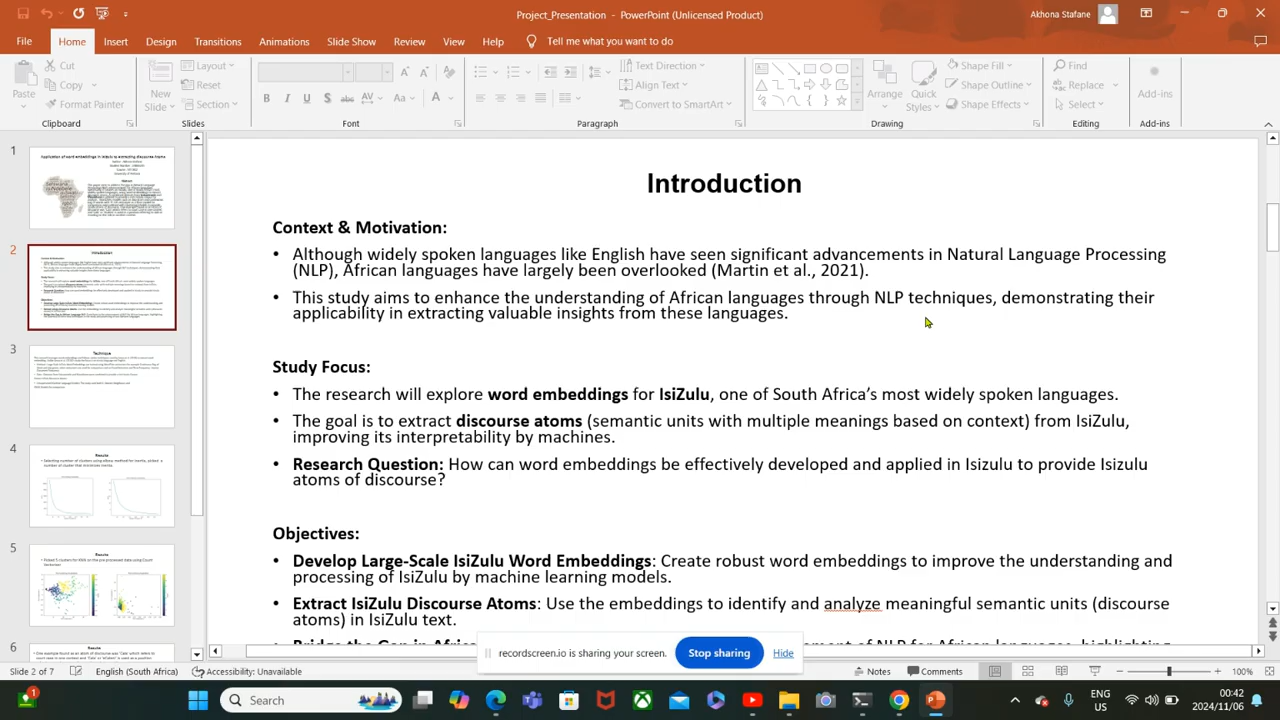 Project_Presentation - PowerPoint (Unlicensed Product)
Akhona Stafane
File Home Insert Design Transitions Animations Slide Show Review View Help Tell me what you want to do
Cut
Copy
Format Painter
Paste
Clipboard
New Slide
Layout
Reset
Section
Slides
Font
Text Direction
Align Text
Convert to SmartArt
Paragraph
Arrange
Quick Styles
Shape Fill
Shape Outline
Shape Effects
Drawing
Find
Replace
Select
Editing
Add-ins
Add-ins
1
2
3
4
5
6
Introduction
Technique
Results
Results
Introduction
Context & Motivation:
• Although widely spoken languages like English have seen significant advancements in Natural Language Processing
(NLP), African languages have largely been overlooked (Martin et al., 2021).
• This study aims to enhance the understanding of African languages through NLP techniques, demonstrating their
applicability in extracting valuable insights from these languages.
Study Focus:
• The research will explore word embeddings for IsiZulu, one of South Africa's most widely spoken languages.
• The goal is to extract discourse atoms (semantic units with multiple meanings based on context) from IsiZulu,
improving its interpretability by machines.
• Research Question: How can word embeddings be effectively developed and applied in Isizulu to provide Isizulu
atoms of discourse?
Objectives:
• Develop Large-Scale IsiZulu Word Embeddings: Create robust word embeddings to improve the understanding and
processing of IsiZulu by machine learning models.
• Extract IsiZulu Discourse Atoms: Use the embeddings to identify and analyze meaningful semantic units (discourse
atoms) in IsiZulu text.
recordscreen.io is sharing your screen. Stop sharing Hide
Slide 2 of 7 English (South Africa) Accessibility: Unavailable Notes Comments 100%
1 Search ENG US 00:42 2024/11/06